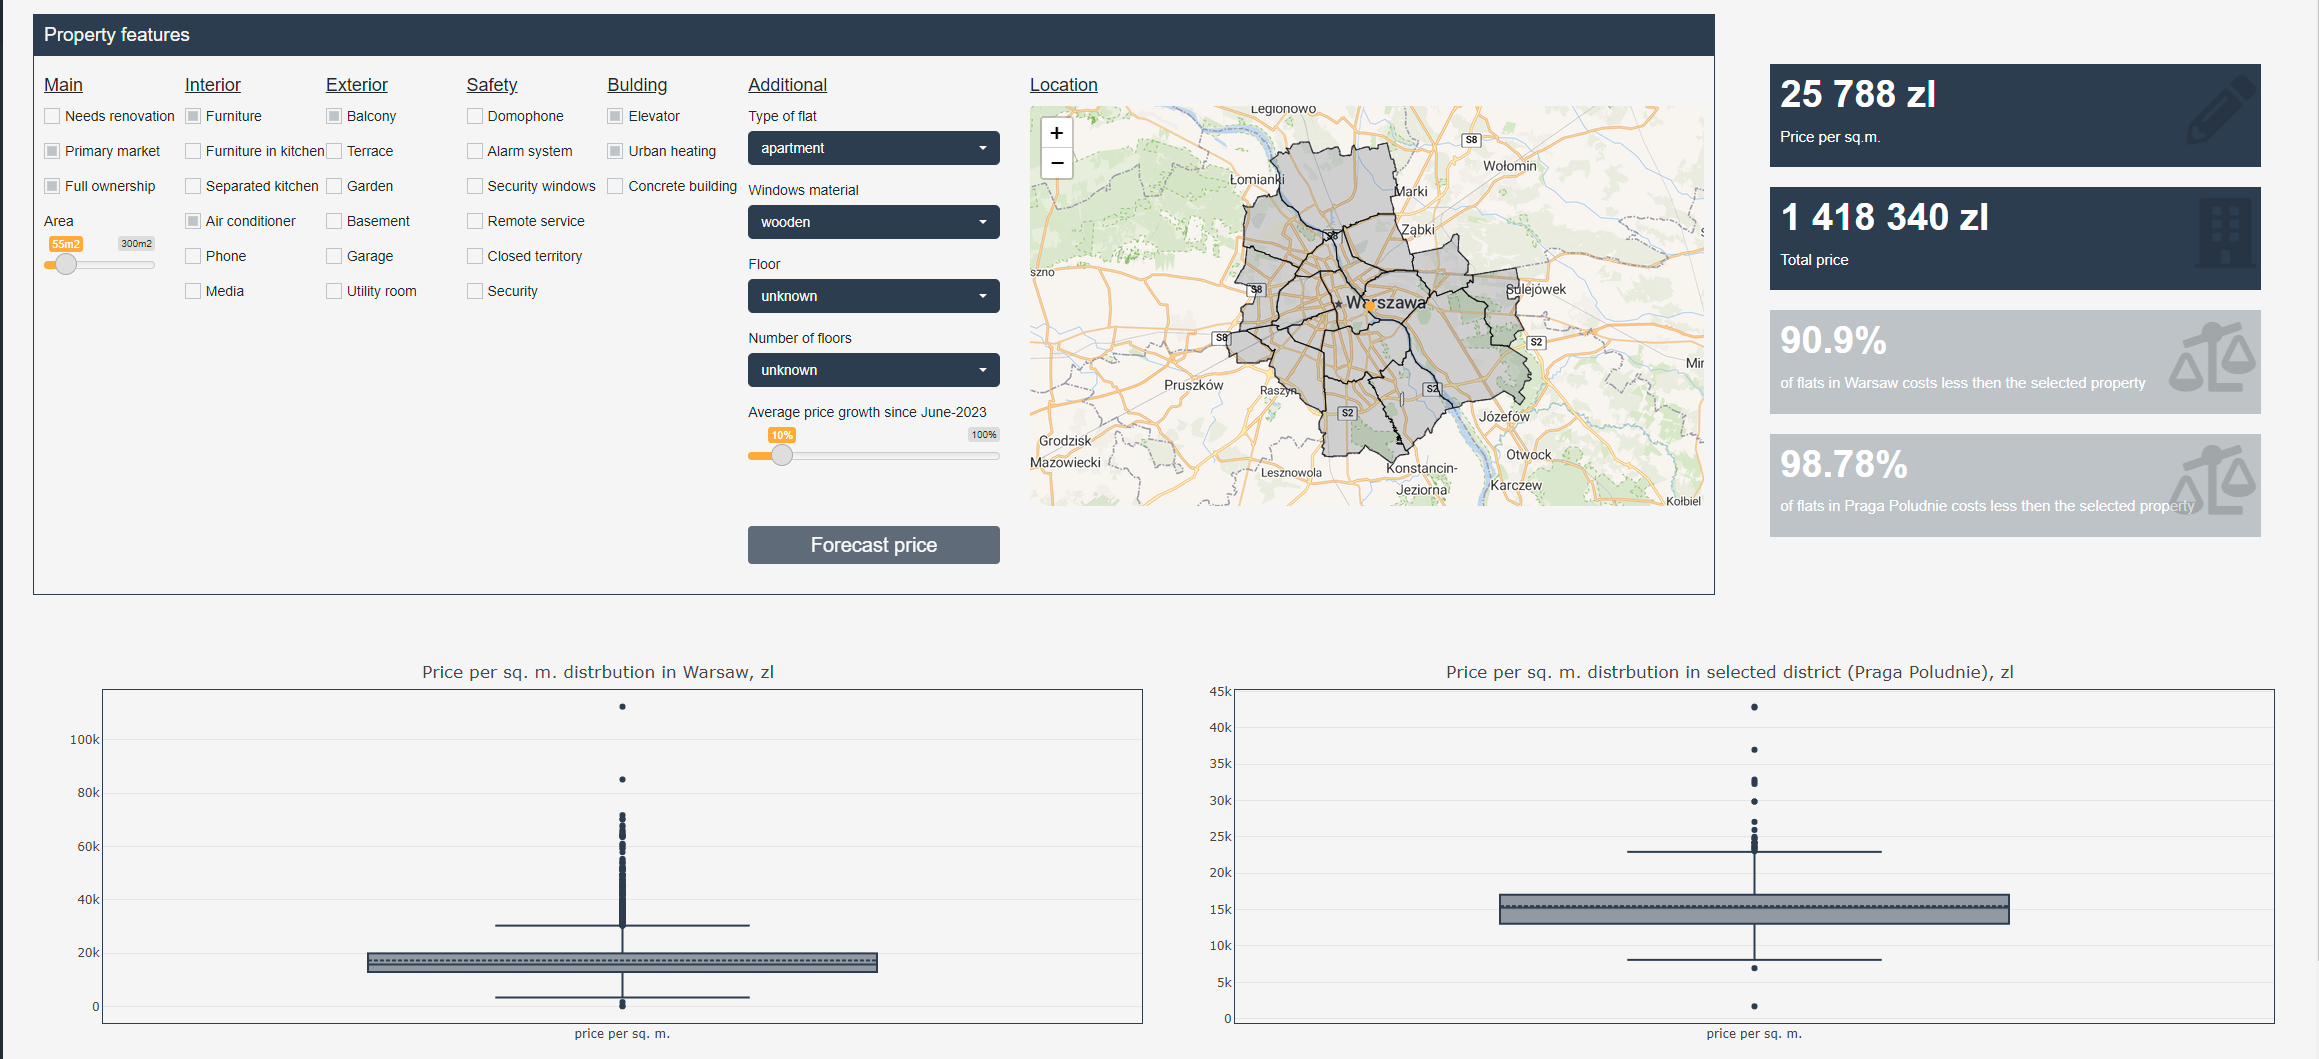 Property features
Main
Needs renovation
Primary market
Full ownership
Area
55m2
300m2
Interior
Furniture
Furniture in kitchen
Separated kitchen
Air conditioner
Phone
Media
Exterior
Balcony
Terrace
Garden
Basement
Garage
Utility room
Safety
Domophone
Alarm system
Security windows
Remote service
Closed territory
Security
Bulding
Elevator
Urban heating
Concrete building
Additional
Type of flat
apartment
Windows material
wooden
Floor
unknown
Number of floors
unknown
Average price growth since June-2023
10%
100%
Forecast price
Location
+
−
Legionowo
S8
Wołomin
Łomianki
Marki
S8
Ząbki
szno
S8
Sulejówek
Warszawa
S8
S2
Miń
Pruszków
Raszyn
S2
S2
Józefów
Grodzisk
Mazowiecki
Lesznowola
Konstancin-
Jeziorna
Otwock
Karczew
Kołbiel
25 788 zl
Price per sq.m.
1 418 340 zl
Total price
90.9%
of flats in Warsaw costs less then the selected property
98.78%
of flats in Praga Poludnie costs less then the selected property
Price per sq. m. distrbution in Warsaw, zl
100k
80k
60k
40k
20k
0
price per sq. m.
Price per sq. m. distrbution in selected district (Praga Poludnie), zl
45k
40k
35k
30k
25k
20k
15k
10k
5k
0
price per sq. m.